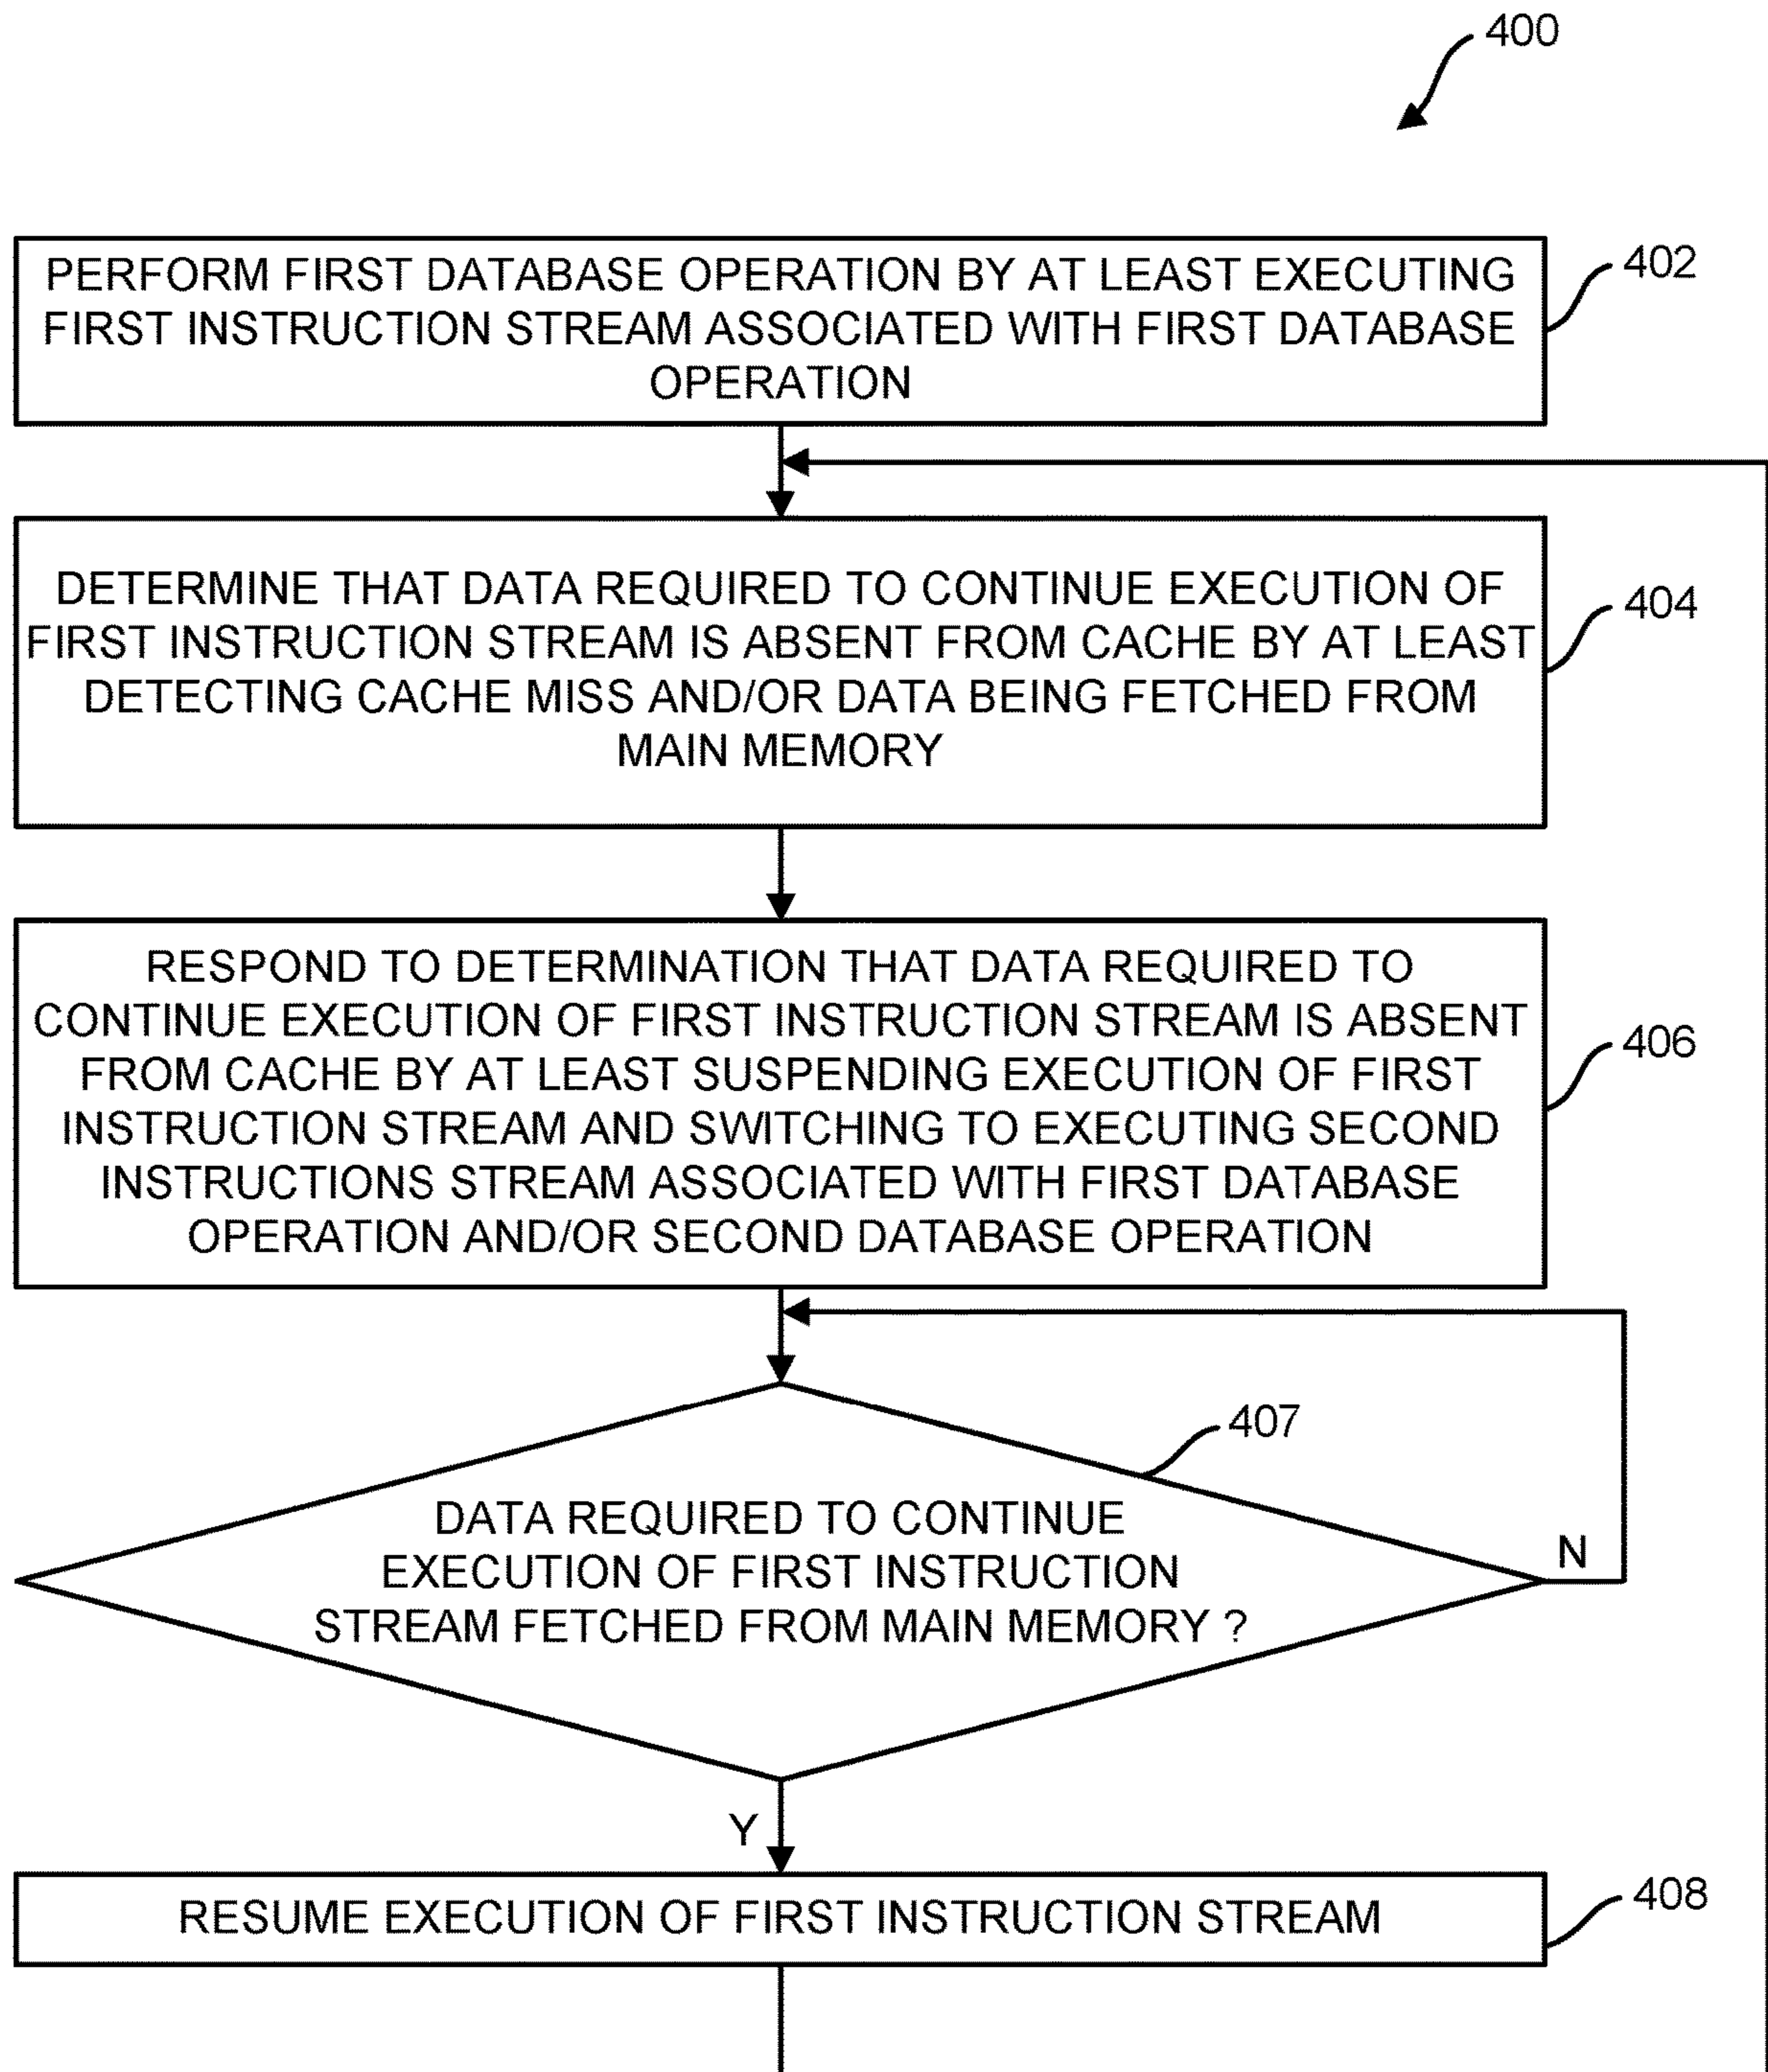 400
PERFORM FIRST DATABASE OPERATION BY AT LEAST EXECUTING
FIRST INSTRUCTION STREAM ASSOCIATED WITH FIRST DATABASE
OPERATION
402
DETERMINE THAT DATA REQUIRED TO CONTINUE EXECUTION OF
FIRST INSTRUCTION STREAM IS ABSENT FROM CACHE BY AT LEAST
DETECTING CACHE MISS AND/OR DATA BEING FETCHED FROM
MAIN MEMORY
404
RESPOND TO DETERMINATION THAT DATA REQUIRED TO
CONTINUE EXECUTION OF FIRST INSTRUCTION STREAM IS ABSENT
FROM CACHE BY AT LEAST SUSPENDING EXECUTION OF FIRST
INSTRUCTION STREAM AND SWITCHING TO EXECUTING SECOND
INSTRUCTIONS STREAM ASSOCIATED WITH FIRST DATABASE
OPERATION AND/OR SECOND DATABASE OPERATION
406
407
DATA REQUIRED TO CONTINUE
EXECUTION OF FIRST INSTRUCTION
STREAM FETCHED FROM MAIN MEMORY ?
N
Y
RESUME EXECUTION OF FIRST INSTRUCTION STREAM
408